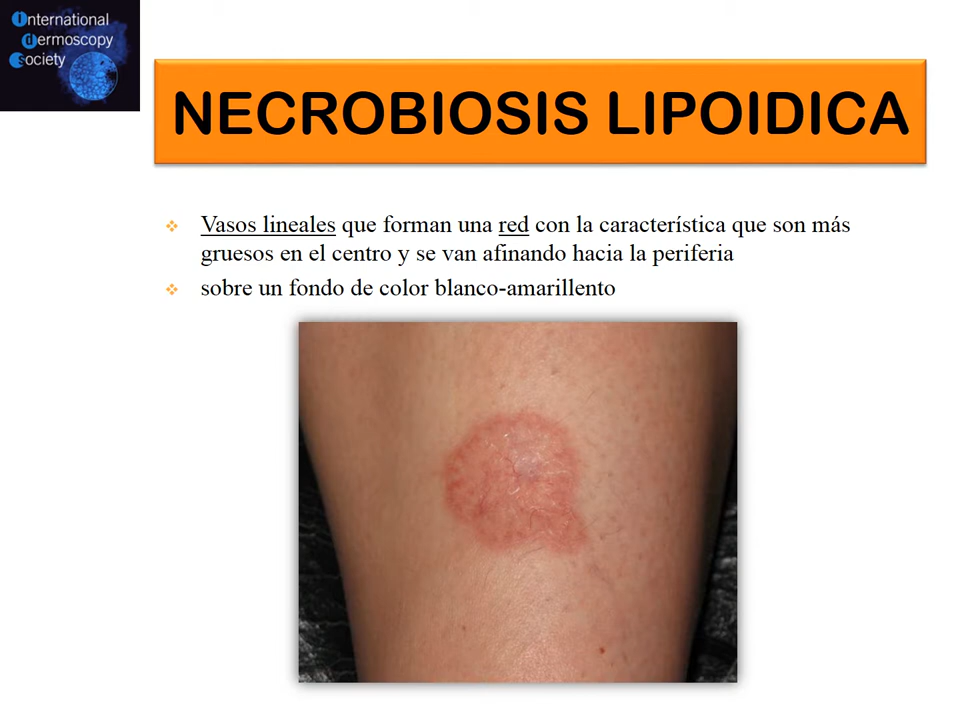 International
dermoscopy
Society
NECROBIOSIS LIPOIDICA
Vasos lineales que forman una red con la característica que son más
gruesos en el centro y se van afinando hacia la periferia
sobre un fondo de color blanco-amarillento